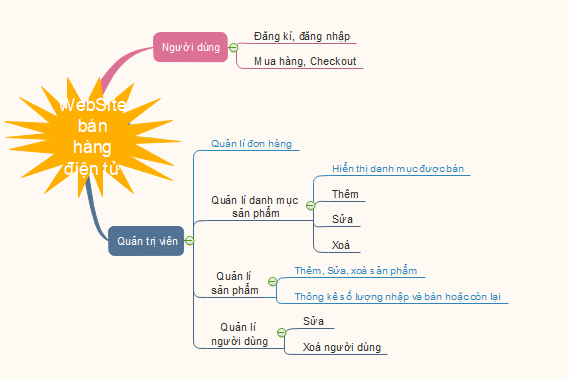 WebSite
bán
hàng
điện tử
Người dùng
Đăng kí, đăng nhập
Mua hàng, Checkout
Quản trị viên
Quản lí đơn hàng
Quản lí danh mục
sản phẩm
Hiển thị danh mục được bán
Thêm
Sửa
Xoá
Quản lí
sản phẩm
Thêm, Sửa, xoá sản phẩm
Thông kê số lượng nhập và bán hoặc còn lại
Quản lí
người dùng
Sửa
Xoá người dùng